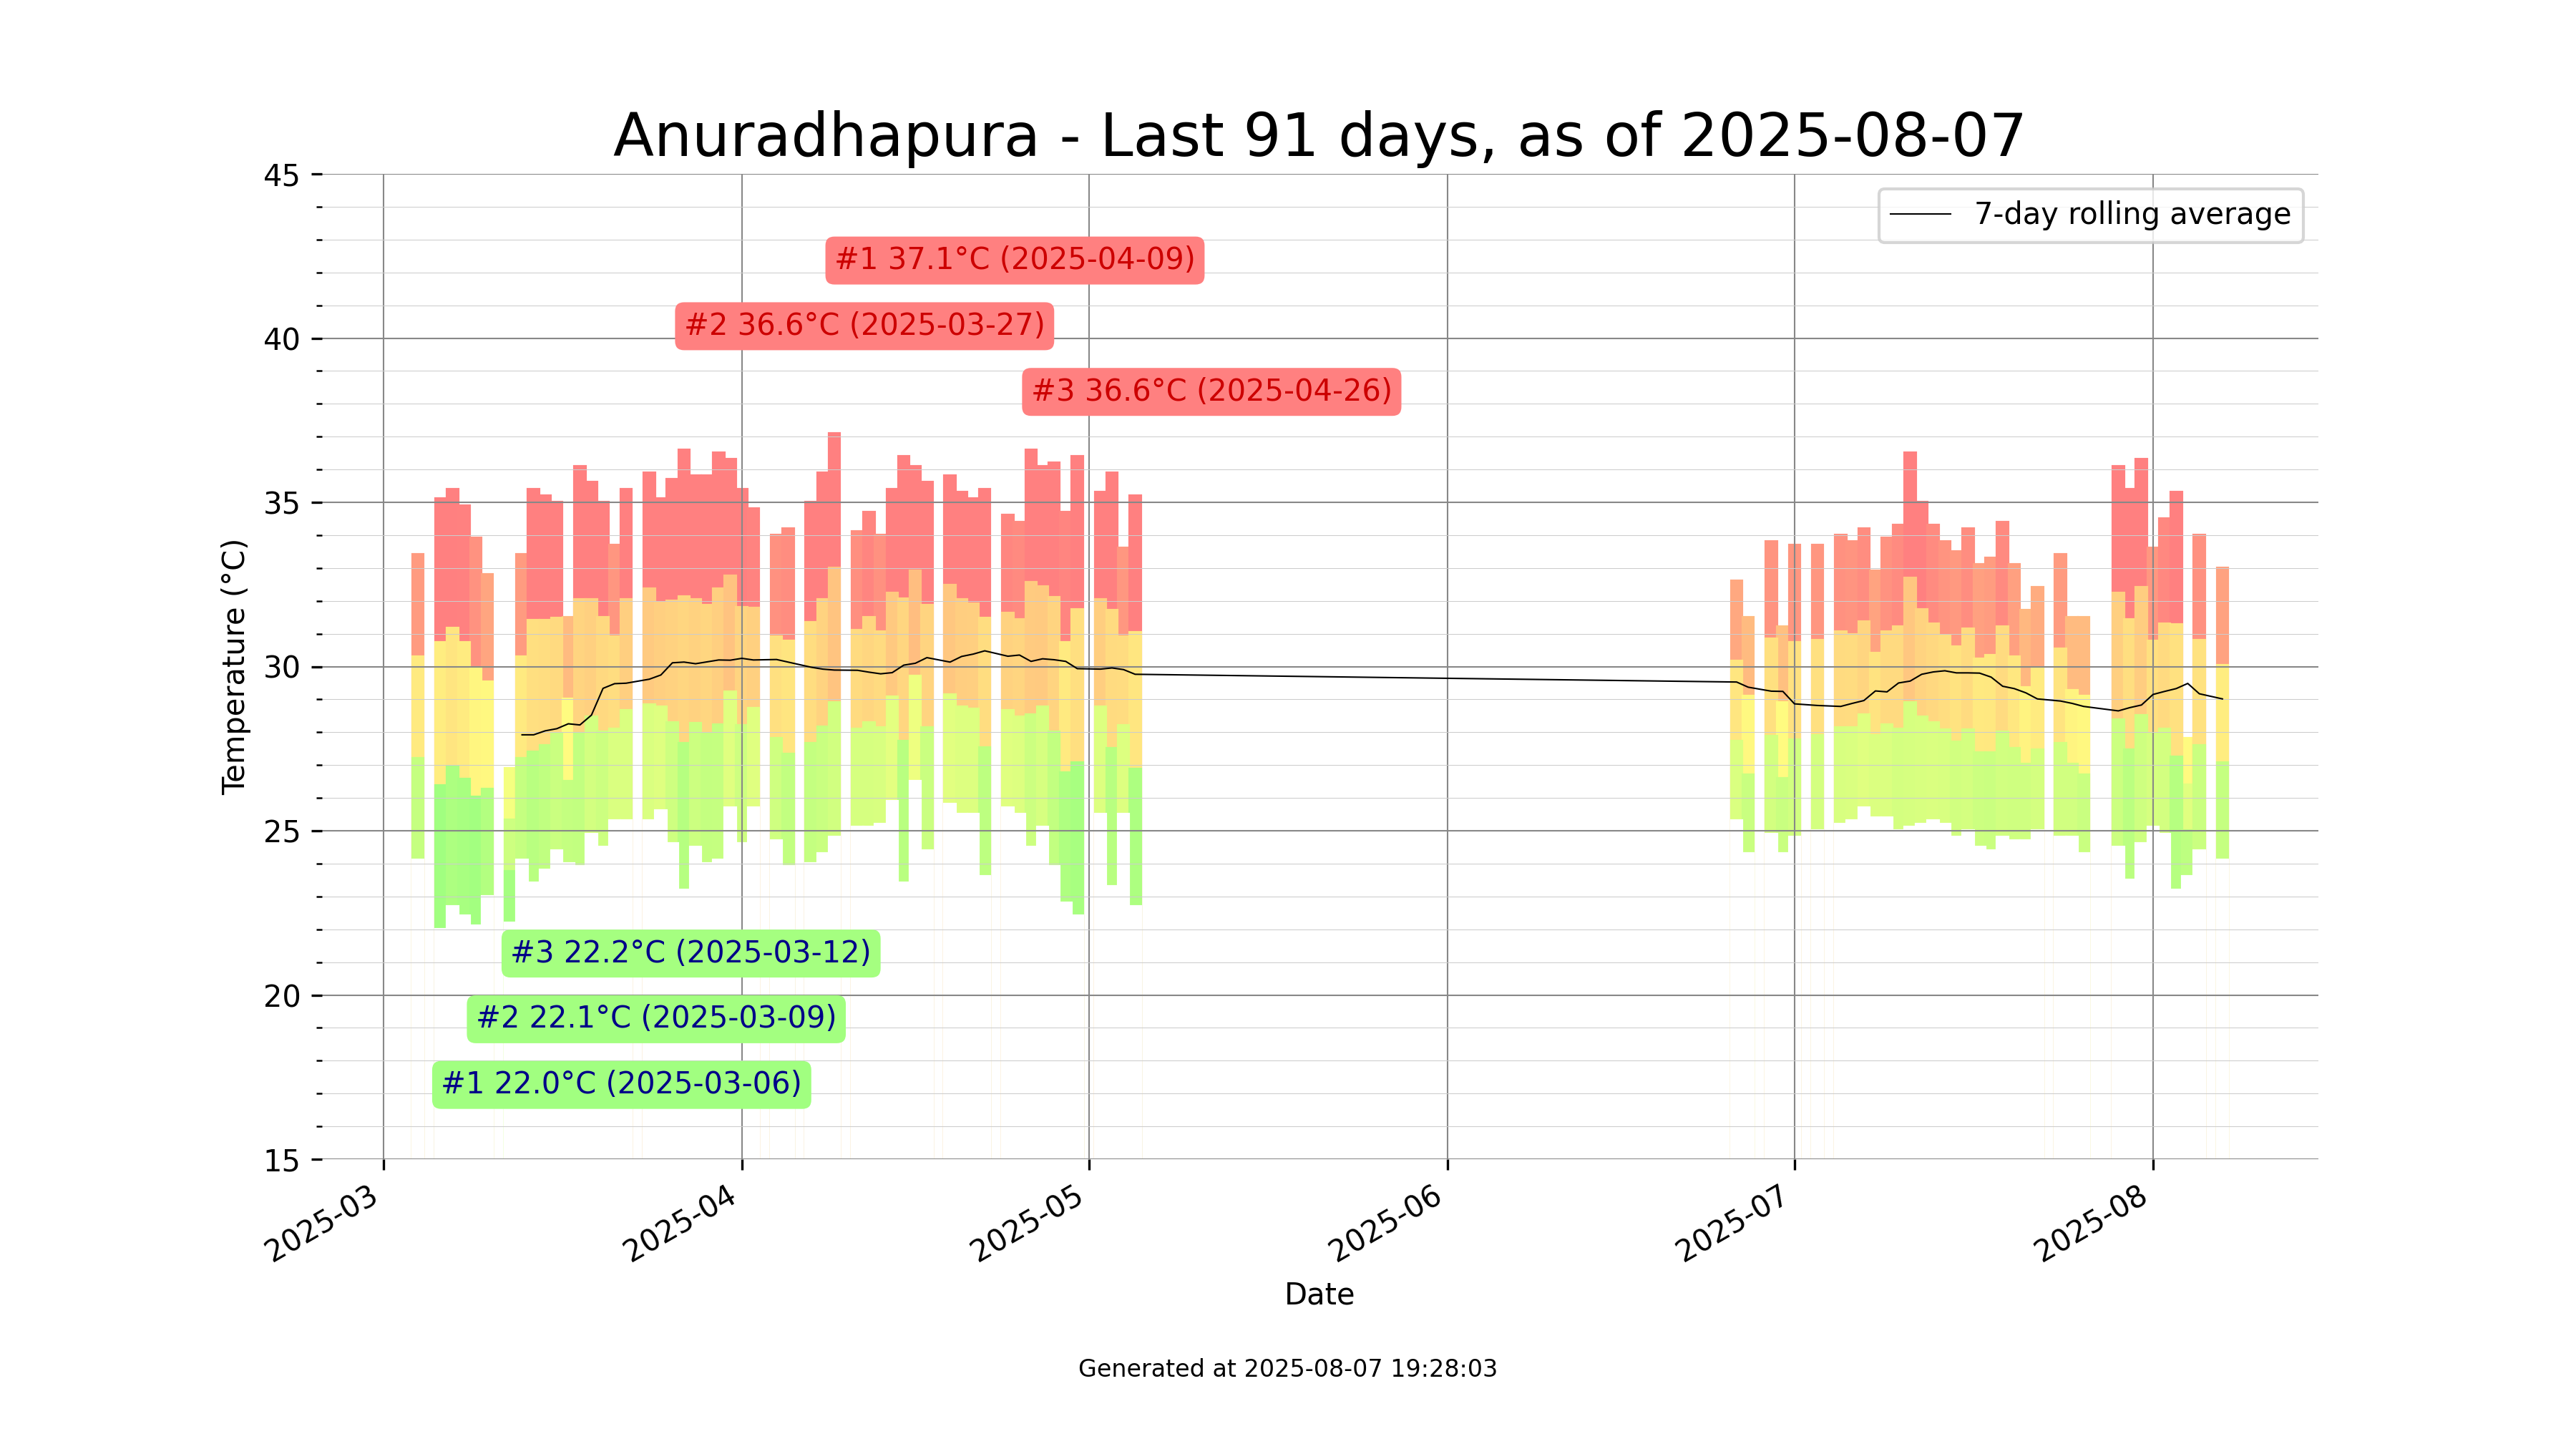 Anuradhapura - Last 91 days, as of 2025-08-07
45
7-day rolling average
#1 37.1°C (2025-04-09)
#2 36.6°C (2025-03-27)
40
#3 36.6°C (2025-04-26)
35
Temperature (°C)
30
25
#3 22.2°C (2025-03-12)
20
#2 22.1°C (2025-03-09)
#1 22.0°C (2025-03-06)
15
2025-03
2025-04
2025-05
2025-06
2025-07
2025-08
Date
Generated at 2025-08-07 19:28:03